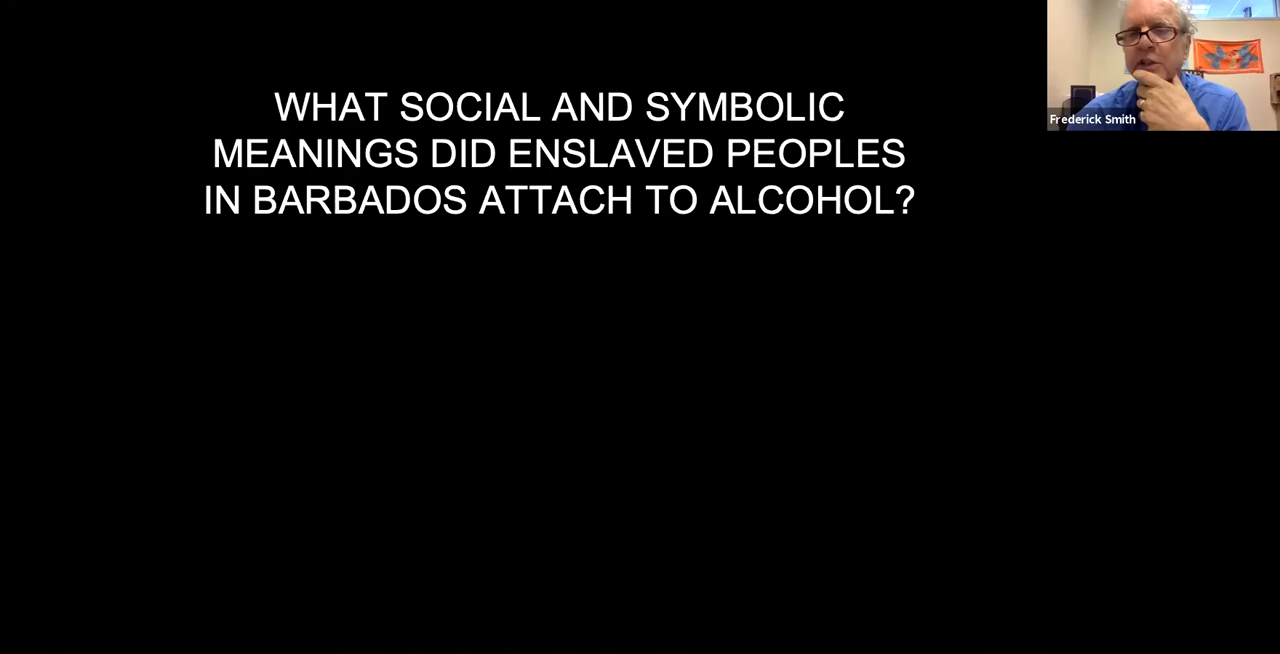 WHAT SOCIAL AND SYMBOLIC
MEANINGS DID ENSLAVED PEOPLES
IN BARBADOS ATTACH TO ALCOHOL?
Frederick Smith